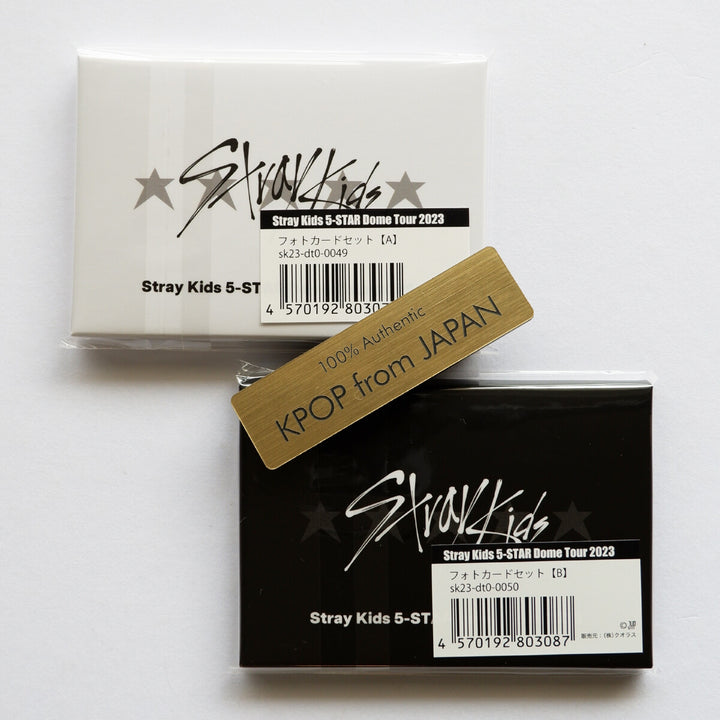 Stray Kids
Stray Kids 5-STAR Dome Tour 2023
フォトカードセット【A】
sk23-dt0-0049
Stray Kids 5-ST
4 570192 8030
100% Authentic
KPOP from JAPAN
Stray Kids
Stray Kids 5-STAR Dome Tour 2023
フォトカードセット【B】
sk23-dt0-0050
Stray Kids 5-ST
4 570192 803087
販売元:(株)クオラス